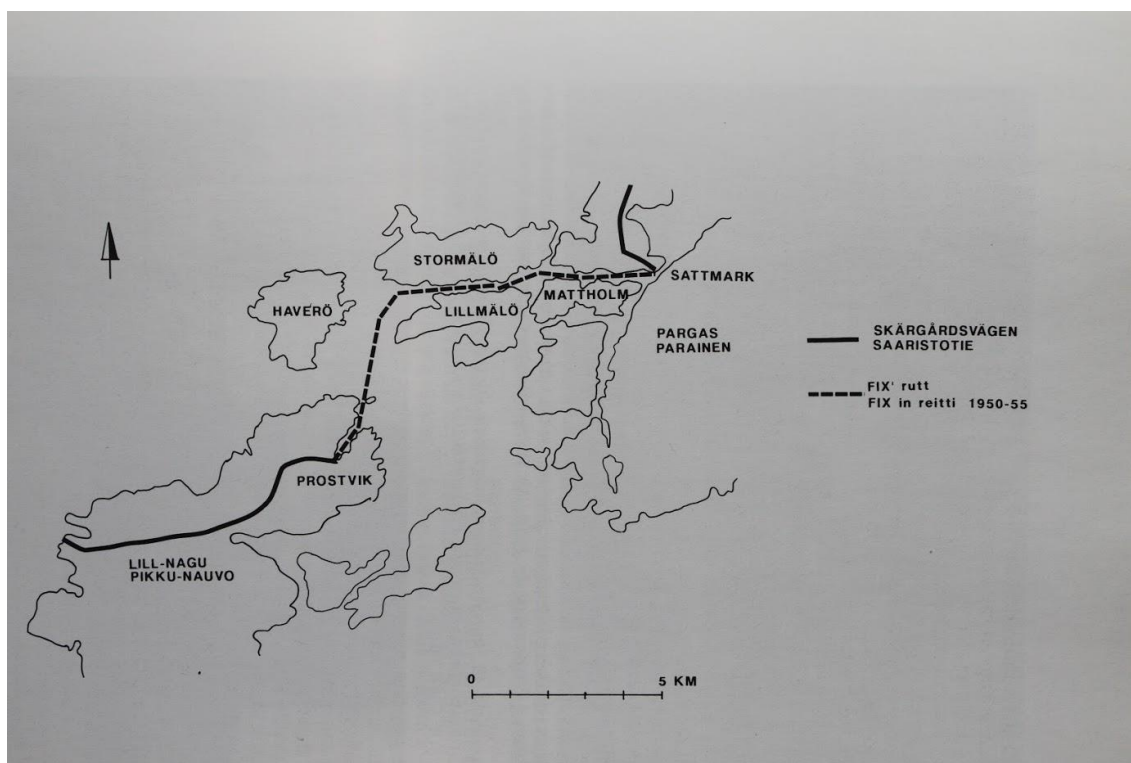 STORMÄLÖ
SATTMARK
HAVERÖ
LILLMÄLÖ
MATTHOLM
PARGAS
PARAINEN
SKÄRGÅRDSVÄGEN
SAARISTOTIE
FIX' rutt
FIX in reitti 1950-55
PROSTVIK
LILL-NAGU
PIKKU-NAUVO
0 5 KM